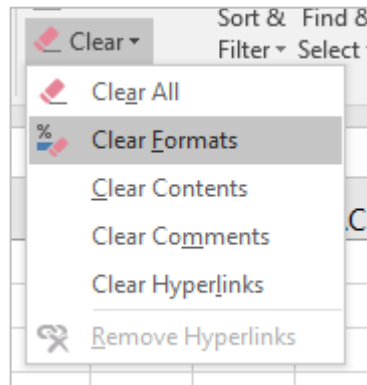 Sort & Find &
Clear Filter Select
Clear All
Clear Formats
Clear Contents
Clear Comments
Clear Hyperlinks
Remove Hyperlinks